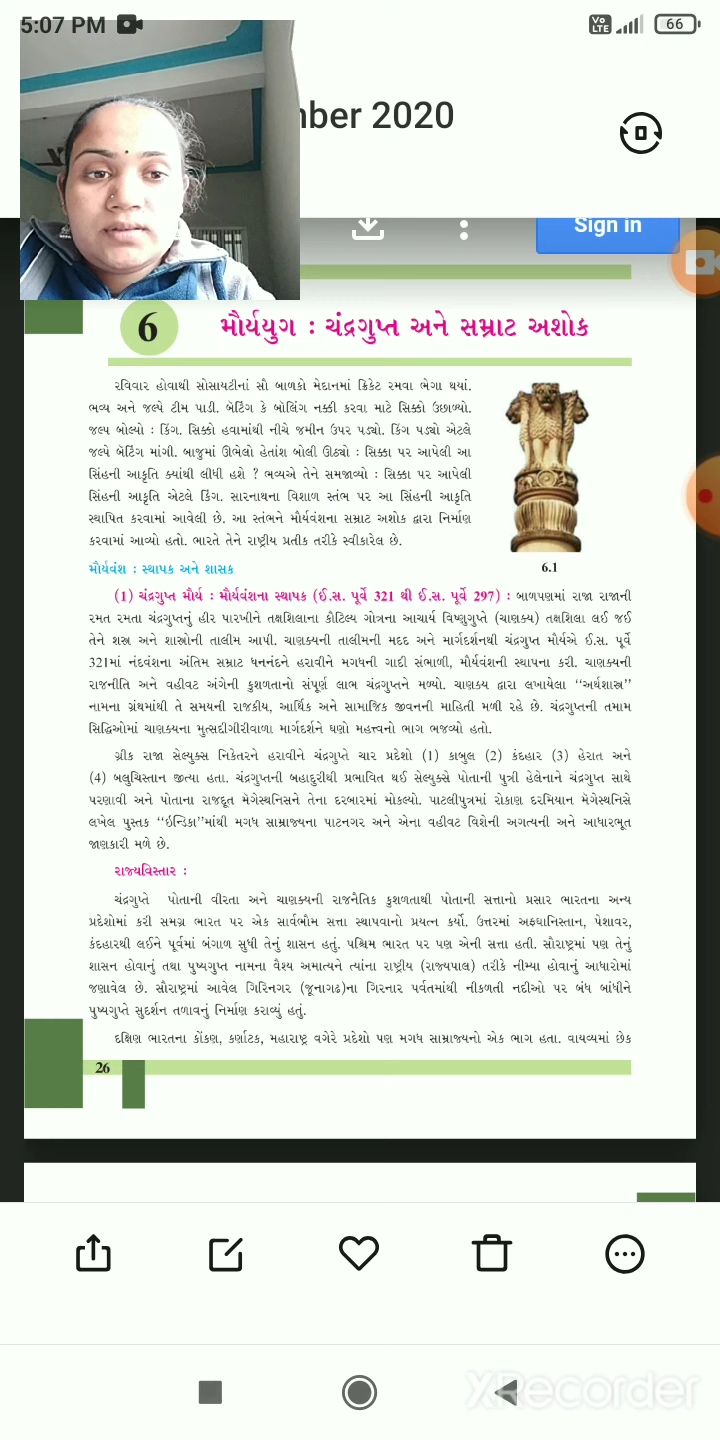 5:07 PM
Vo LTE
66
mber 2020
Sign in
6
મૌર્યયુગ : ચંદ્રગુપ્ત અને સમ્રાટ અશોક
રવિવાર હોવાથી સોસાયટીનાં સૌ બાળકો મેદાનમાં ક્રિકેટ રમવા ભેગા થયાં.
ભવ્ય અને જલ્પે ટીમ પાડી. બૅટિંગ કે બૉલિંગ નક્કી કરવા માટે સિક્કો ઉછાળ્યો.
જલ્પ બોલ્યો : કિંગ. સિક્કો હવામાંથી નીચે જમીન ઉપર પડ્યો. કિંગ પડ્યો એટલે
જલ્પે બૅટિંગ માંગી. બાજુમાં ઊભેલો હેતાંશ બોલી ઊઠ્યો : સિક્કા પર આપેલી આ
સિંહની આકૃતિ ક્યાંથી લીધી હશે ? ભવ્યએ તેને સમજાવ્યો : સિક્કા પર આપેલી
સિંહની આકૃતિ એટલે કિંગ. સારનાથના વિશાળ સ્તંભ પર આ સિંહની આકૃતિ
સ્થાપિત કરવામાં આવેલી છે. આ સ્તંભને મૌર્યવંશના સમ્રાટ અશોક દ્વારા નિર્માણ
કરવામાં આવ્યો હતો. ભારતે તેને રાષ્ટ્રીય પ્રતીક તરીકે સ્વીકારેલ છે.
6.1
મૌર્યવંશ : સ્થાપક અને શાસક
(1) ચંદ્રગુપ્ત મૌર્ય : મૌર્યવંશના સ્થાપક (ઈ.સ. પૂર્વે 321 થી ઈ.સ. પૂર્વે 297) : બાળપણમાં રાજા રાજાની
રમત રમતા ચંદ્રગુપ્તનું હીર પારખીને તક્ષશિલાના કૌટિલ્ય ગોત્રના આચાર્ય વિષ્ણુગુપ્તે (ચાણક્ય) તક્ષશિલા લઈ જઈ
તેને શસ્ત્ર અને શાસ્ત્રોની તાલીમ આપી. ચાણક્યની તાલીમની મદદ અને માર્ગદર્શનથી ચંદ્રગુપ્ત મૌર્યએ ઈ.સ. પૂર્વે
321માં નંદવંશના અંતિમ સમ્રાટ ધનનંદને હરાવીને મગધની ગાદી સંભાળી, મૌર્યવંશની સ્થાપના કરી. ચાણક્યની
રાજનીતિ અને વહીવટ અંગેની કુશળતાનો સંપૂર્ણ લાભ ચંદ્રગુપ્તને મળ્યો. ચાણક્ય દ્વારા લખાયેલા “અર્થશાસ્ત્ર”
નામના ગ્રંથમાંથી તે સમયની રાજકીય, આર્થિક અને સામાજિક જીવનની માહિતી મળી રહે છે. ચંદ્રગુપ્તની તમામ
સિદ્ધિઓમાં ચાણક્યના મુત્સદ્દીગીરીવાળા માર્ગદર્શને ઘણો મહત્ત્વનો ભાગ ભજવ્યો હતો.
ગ્રીક રાજા સેલ્યુક્સ નિકેતરને હરાવીને ચંદ્રગુપ્તે ચાર પ્રદેશો (1) કાબુલ (2) કંદહાર (3) હેરાત અને
(4) બલુચિસ્તાન જીત્યા હતા. ચંદ્રગુપ્તની બહાદુરીથી પ્રભાવિત થઈ સેલ્યુક્સે પોતાની પુત્રી હેલેનાને ચંદ્રગુપ્ત સાથે
પરણાવી અને પોતાના રાજદૂત મૅગેસ્થનિસને તેના દરબારમાં મોકલ્યો. પાટલીપુત્રમાં રોકાણ દરમિયાન મૅગેસ્થનિસે
લખેલ પુસ્તક “ઇન્ડિકા”માંથી મગધ સામ્રાજ્યના પાટનગર અને એના વહીવટ વિશેની અગત્યની અને આધારભૂત
જાણકારી મળે છે.
રાજ્યવિસ્તાર :
ચંદ્રગુપ્તે પોતાની વીરતા અને ચાણક્યની રાજનૈતિક કુશળતાથી પોતાની સત્તાનો પ્રસાર ભારતના અન્ય
પ્રદેશોમાં કરી સમગ્ર ભારત પર એક સાર્વભૌમ સત્તા સ્થાપવાનો પ્રયત્ન કર્યો. ઉત્તરમાં અફઘાનિસ્તાન, પેશાવર,
કંદહારથી લઈને પૂર્વમાં બંગાળ સુધી તેનું શાસન હતું. પશ્ચિમ ભારત પર પણ એની સત્તા હતી. સૌરાષ્ટ્રમાં પણ તેનું
શાસન હોવાનું તથા પુષ્યગુપ્ત નામના વૈશ્ય અમાત્યને ત્યાંના રાષ્ટ્રીય (રાજ્યપાલ) તરીકે નીમ્યા હોવાનું આધારોમાં
જણાવેલ છે. સૌરાષ્ટ્રમાં આવેલ ગિરિનગર (જૂનાગઢ)ના ગિરનાર પર્વતમાંથી નીકળતી નદીઓ પર બંધ બાંધીને
પુષ્યગુપ્તે સુદર્શન તળાવનું નિર્માણ કરાવ્યું હતું.
દક્ષિણ ભારતના કોંકણ, કર્ણાટક, મહારાષ્ટ્ર વગેરે પ્રદેશો પણ મગધ સામ્રાજ્યનો એક ભાગ હતા. વાયવ્યમાં છેક
26
XRecorder